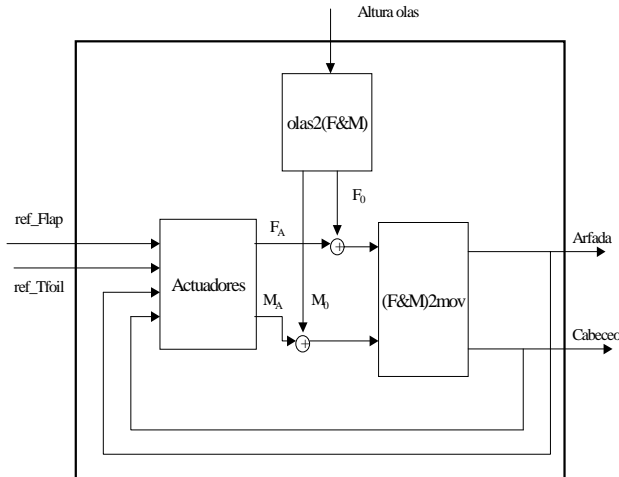 Altura olas
olas2(F&M)
F0
ref_Flap
FA
+
Arfada
ref_Tfoil
Actuadores
MA
M0
(F&M)2mov
+
Cabeceo